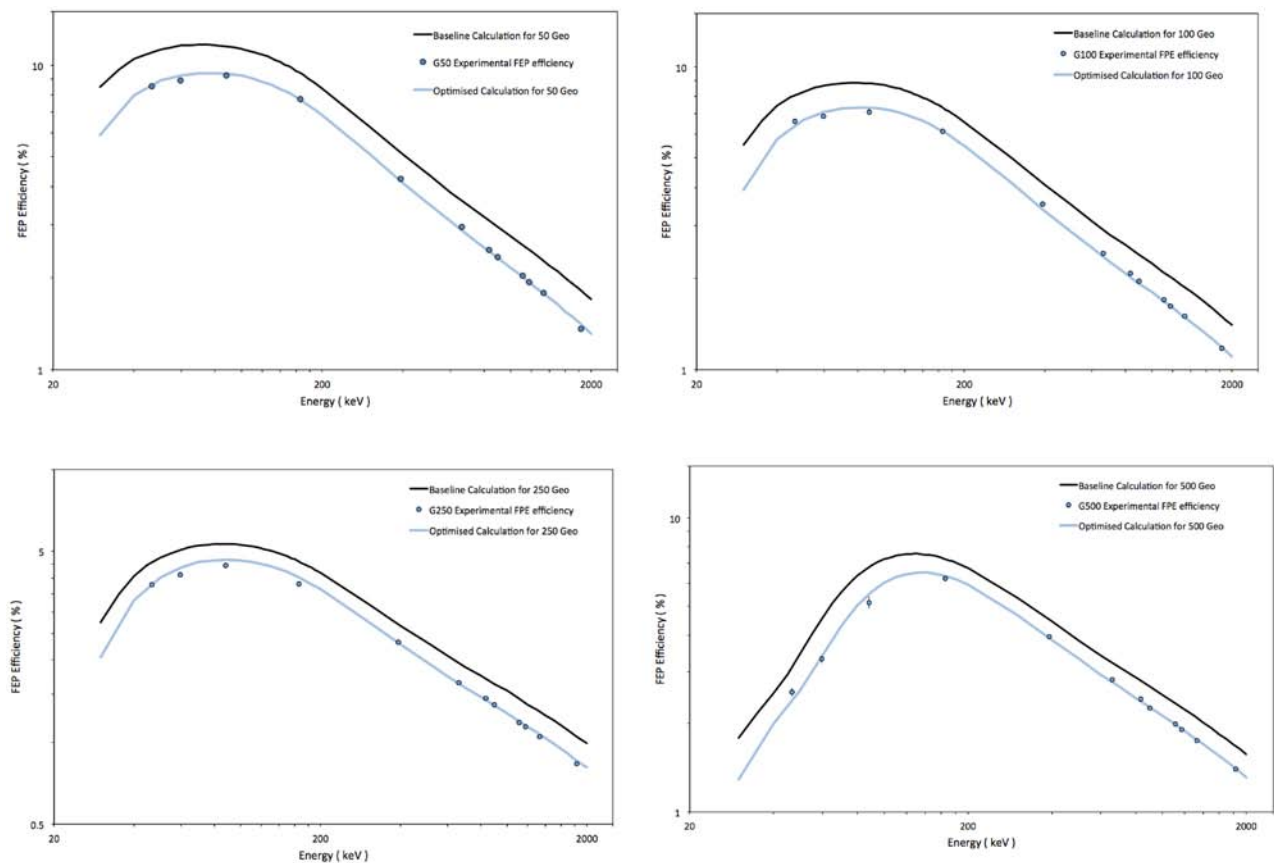 Baseline Calculation for 50 Geo
G50 Experimental FEP efficiency
Optimised Calculation for 50 Geo
FEP Efficiency ( % )
10
1
20
200
2000
Energy ( keV )
Baseline Calculation for 100 Geo
G100 Experimental FPE efficiency
Optimised Calculation for 100 Geo
FEP Efficiency ( % )
10
1
20
200
2000
Energy ( keV )
Baseline Calculation for 250 Geo
G250 Experimental FPE efficiency
Optimised Calculation for 250 Geo
FEP Efficiency ( % )
5
0.5
20
200
2000
Energy ( keV )
Baseline Calculation for 500 Geo
G500 Experimental FPE efficiency
Optimised Calculation for 500 Geo
FEP Efficiency ( % )
10
1
20
200
2000
Energy ( keV )